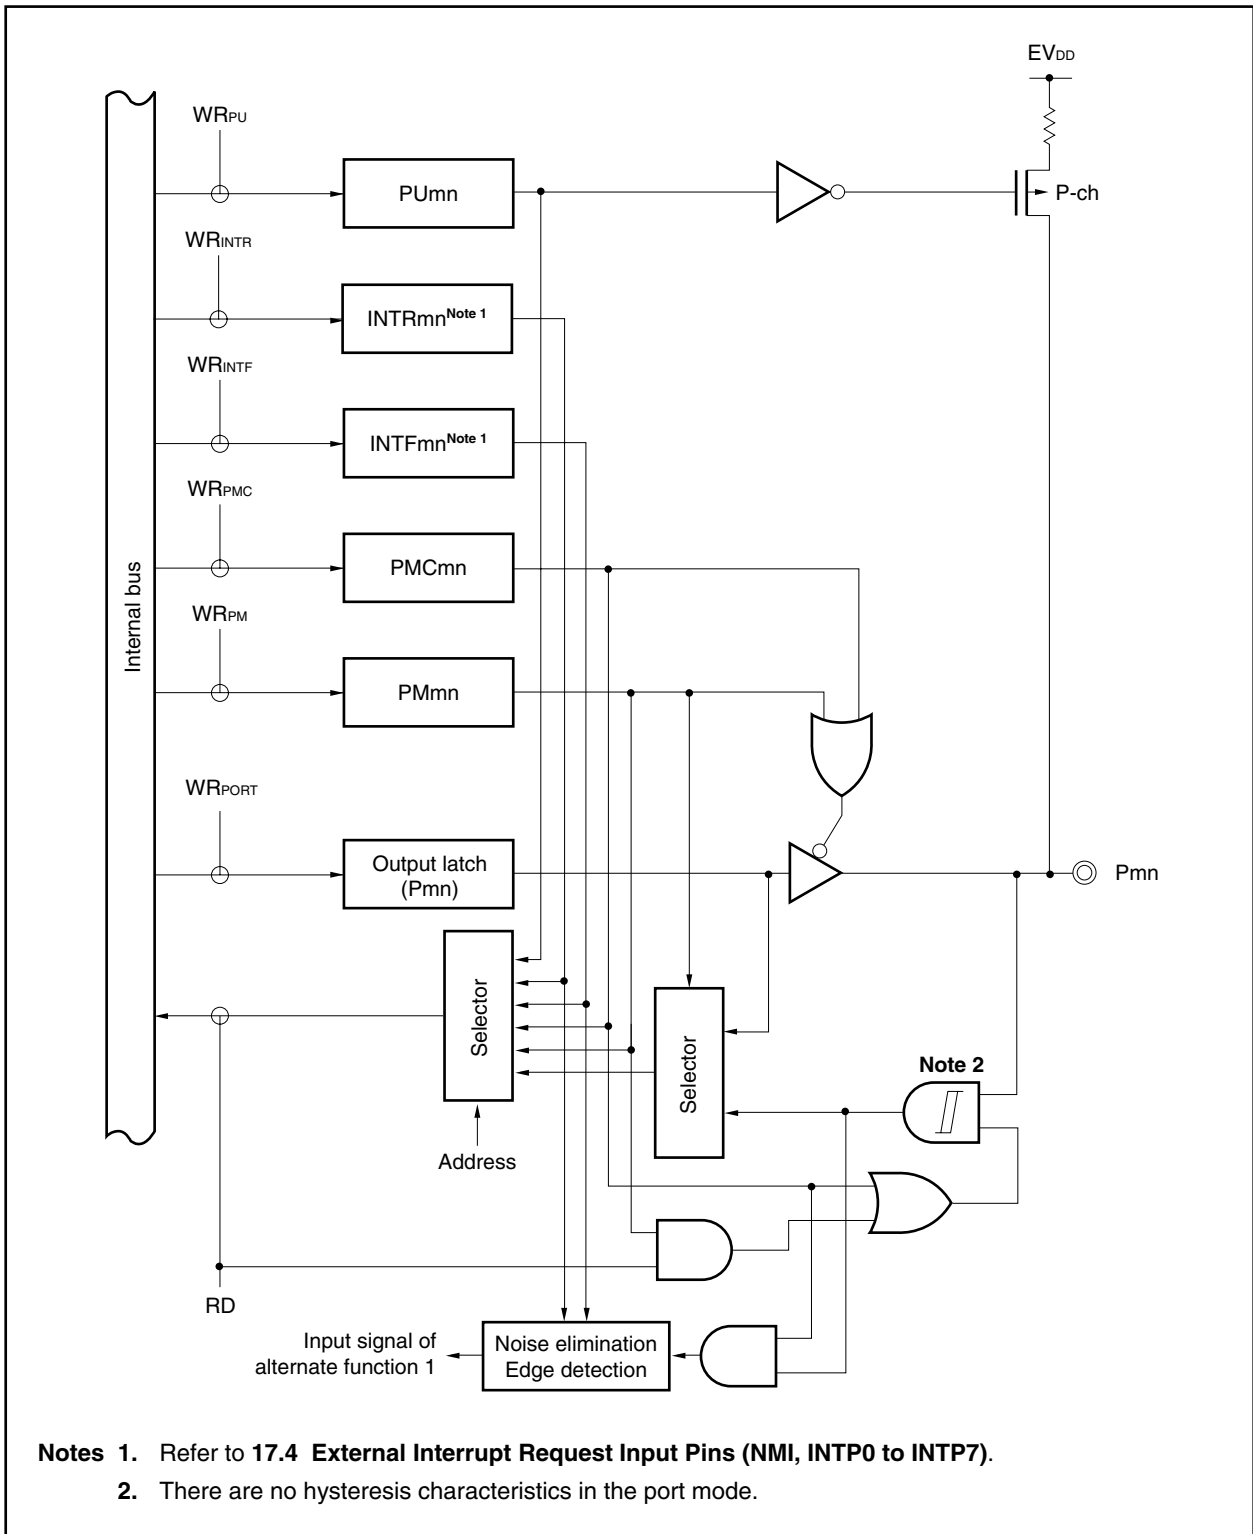 EVDD
WRPU
PUmn
P-ch
WRINTR
INTRmnNote 1
WRINTF
INTFmnNote 1
WRPMC
PMCmn
Internal bus
WRPM
PMmn
WRPORT
Output latch
(Pmn)
Pmn
Selector
Selector
Note 2
Address
RD
Input signal of
alternate function 1
Noise elimination
Edge detection
Notes 1. Refer to 17.4 External Interrupt Request Input Pins (NMI, INTP0 to INTP7).
2. There are no hysteresis characteristics in the port mode.